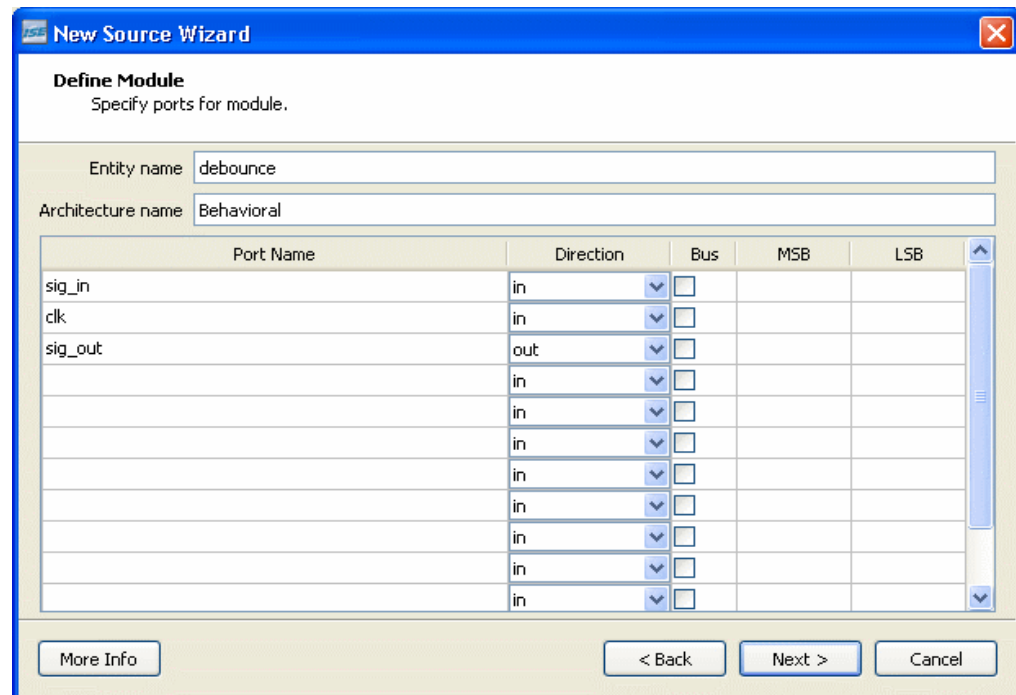 ISE New Source Wizard
Define Module
Specify ports for module.
Entity name debounce
Architecture name Behavioral
Port Name Direction Bus MSB LSB
sig_in in
clk in
sig_out out
in
in
in
in
in
in
in
in
More Info < Back Next > Cancel